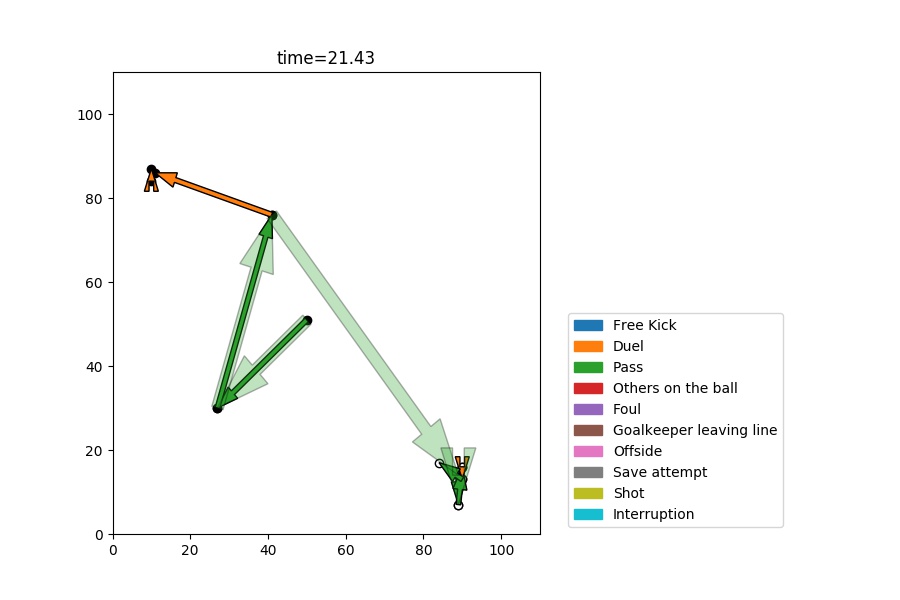 time=21.43
100
80
60
40
20
0
0 20 40 60 80 100
Free Kick
Duel
Pass
Others on the ball
Foul
Goalkeeper leaving line
Offside
Save attempt
Shot
Interruption